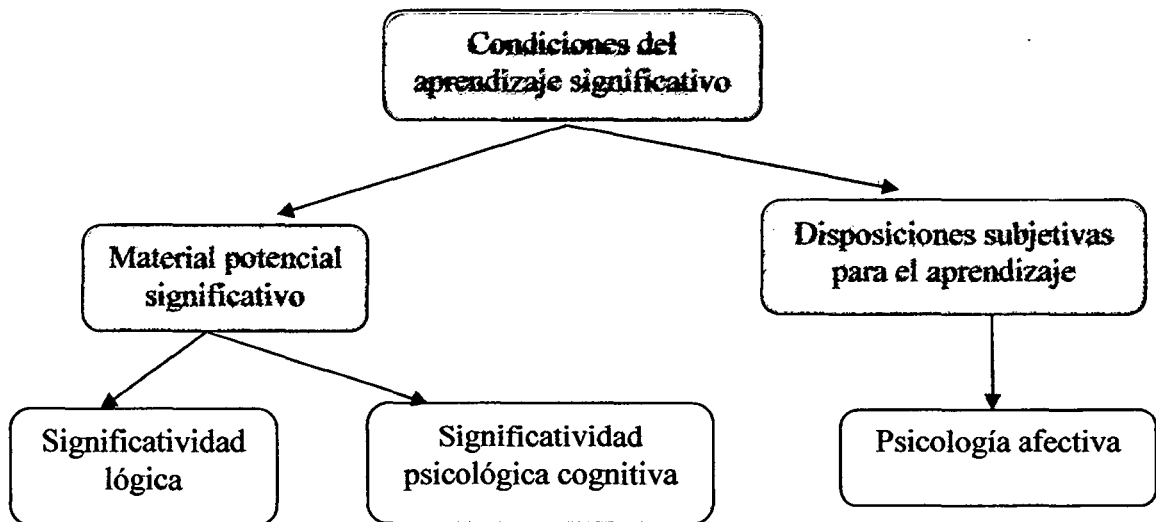 Condiciones del
aprendizaje significativo
Material potencial
significativo
Disposiciones subjetivas
para el aprendizaje
Significatividad
lógica
Significatividad
psicológica cognitiva
Psicología afectiva